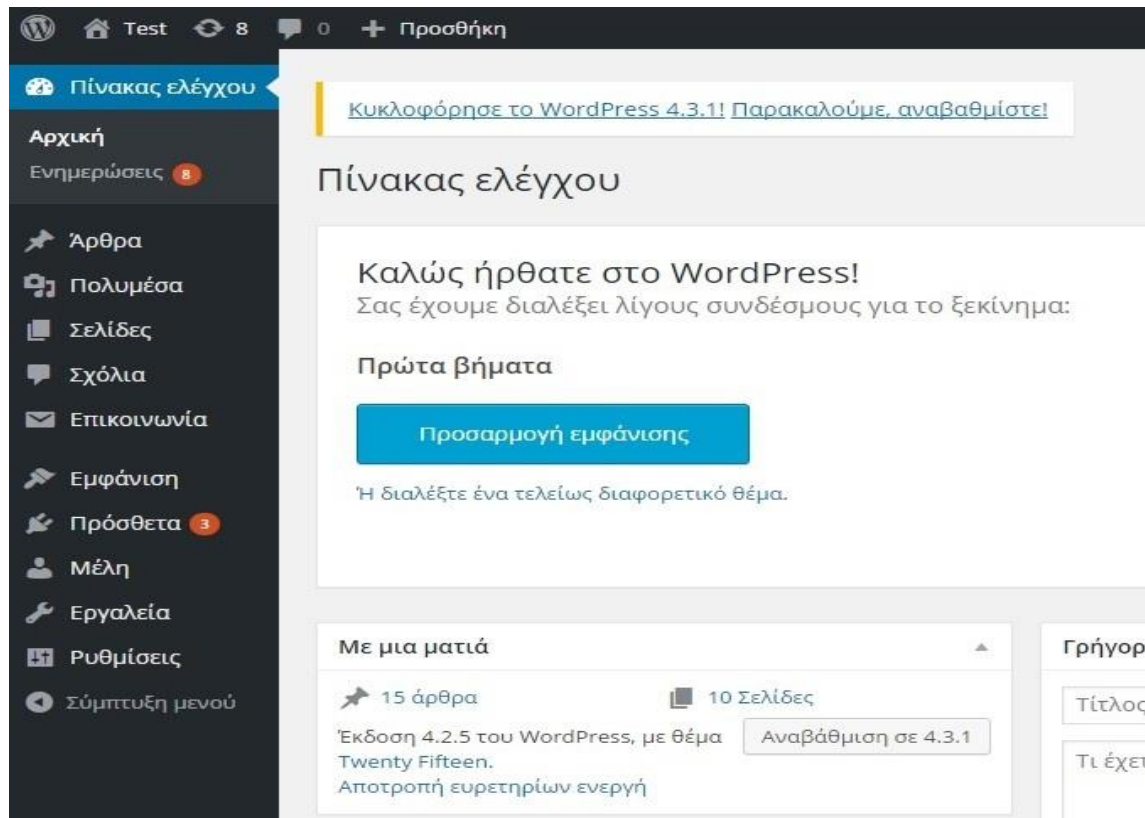 Test 8 0 Προσθήκη
Πίνακας ελέγχου
Αρχική
Ενημερώσεις 8
Άρθρα
Πολυμέσα
Σελίδες
Σχόλια
Επικοινωνία
Εμφάνιση
Πρόσθετα 3
Μέλη
Εργαλεία
Ρυθμίσεις
Σύμπτυξη μενού
Κυκλοφόρησε το WordPress 4.3.1! Παρακαλούμε, αναβαθμίστε!
Πίνακας ελέγχου
Καλώς ήρθατε στο WordPress!
Σας έχουμε διαλέξει λίγους συνδέσμους για το ξεκίνημα:
Πρώτα βήματα
Προσαρμογή εμφάνισης
Ή διαλέξτε ένα τελείως διαφορετικό θέμα.
Με μια ματιά
15 άρθρα 10 Σελίδες
Έκδοση 4.2.5 του WordPress, με θέμα Αναβάθμιση σε 4.3.1
Twenty Fifteen.
Αποτροπή ευρετηρίων ενεργή
Γρήγορ
Τίτλος
Τι έχετ